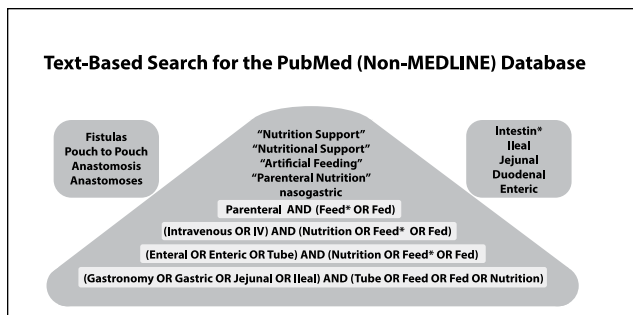 Text-Based Search for the PubMed (Non-MEDLINE) Database
Fistulas
Pouch to Pouch
Anastomosis
Anastomoses
“Nutrition Support”
“Nutritional Support”
“Artificial Feeding”
“Parenteral Nutrition”
nasogastric
Parenteral AND (Feed* OR Fed)
(Intravenous OR IV) AND (Nutrition OR Feed* OR Fed)
(Enteral OR Enteric OR Tube) AND (Nutrition OR Feed* OR Fed)
(Gastronomy OR Gastric OR Jejunal OR Ileal) AND (Tube OR Feed OR Fed OR Nutrition)
Intestin*
Ileal
Jejunal
Duodenal
Enteric